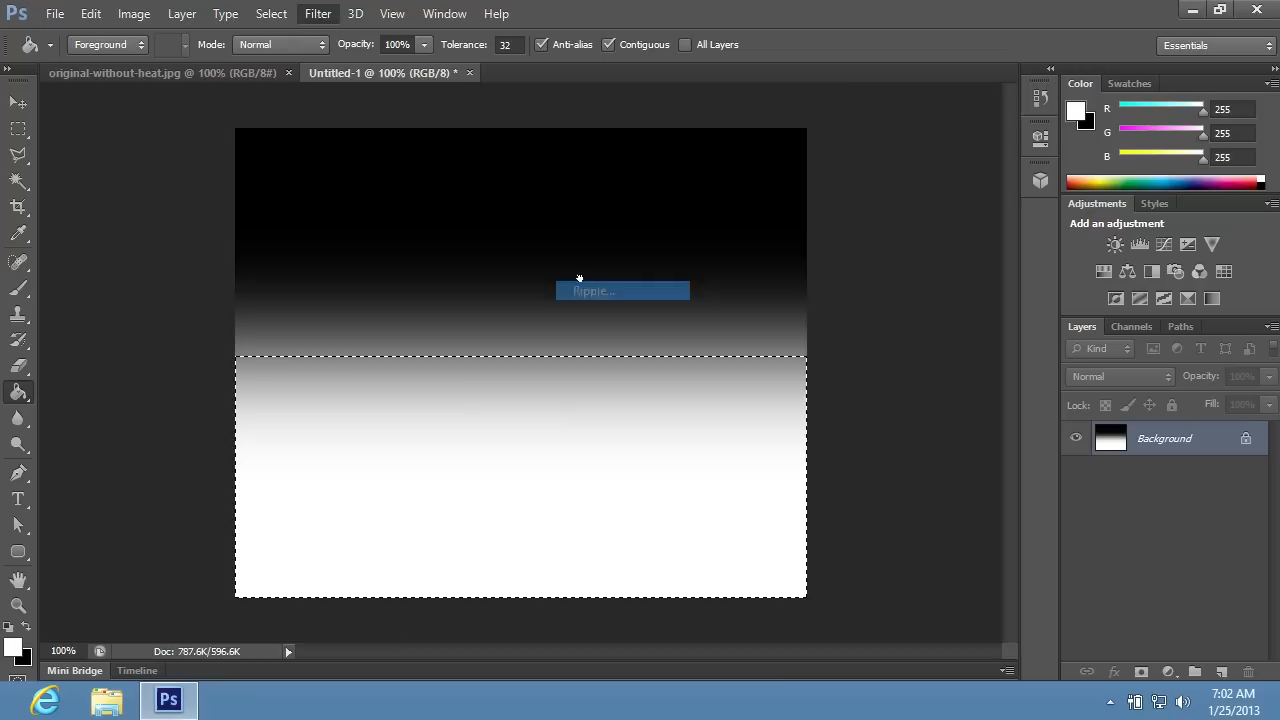 Ps File Edit Image Layer Type Select Filter 3D View Window Help
Foreground Mode: Normal Opacity: 100% Tolerance: 32 Anti-alias Contiguous All Layers Essentials
original-without-heat.jpg @ 100% (RGB/8#) Untitled-1 @ 100% (RGB/8) *
Color Swatches
R 255
G 255
B 255
Adjustments Styles
Add an adjustment
Ripple...
Layers Channels Paths
Kind
Normal Opacity: 100%
Lock: Fill: 100%
Background
100% Doc: 787.6K/596.6K
Mini Bridge Timeline
Ps
7:02 AM
1/25/2013